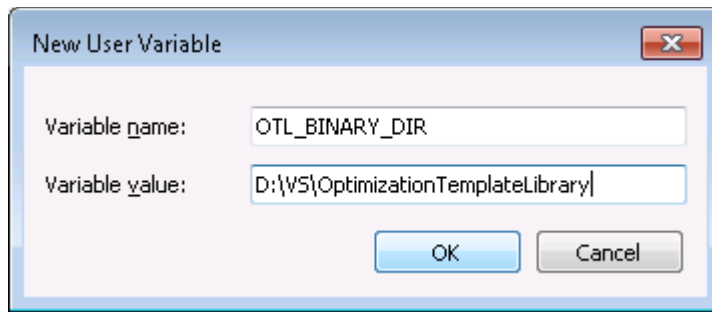 New User Variable
Variable name: OTL_BINARY_DIR
Variable value: D:\VS\OptimizationTemplateLibrary
OK Cancel